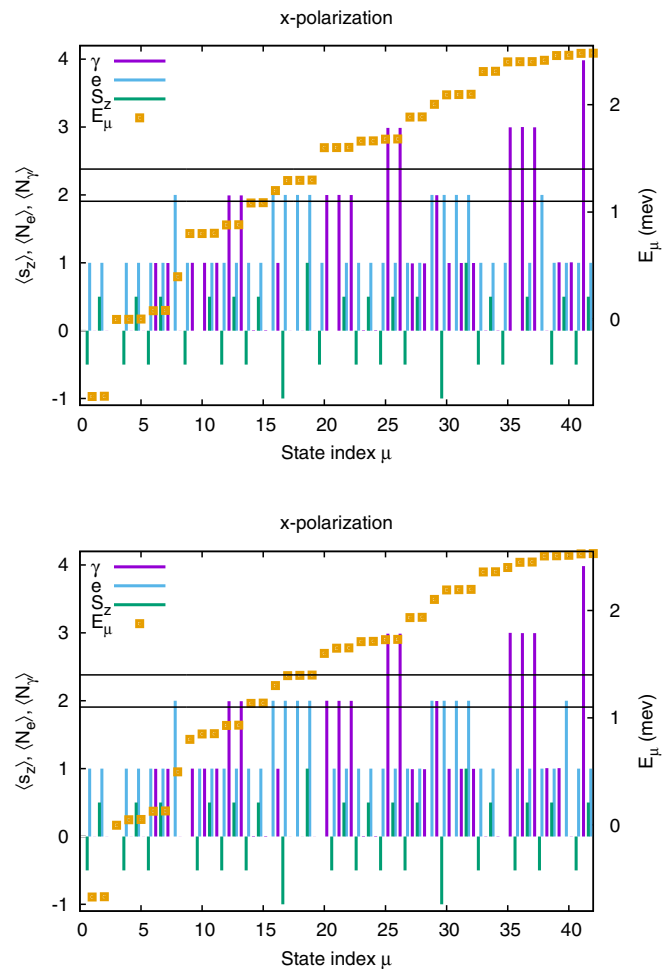 x-polarization
4
3
2
1
0
-1
⟨s_z⟩, ⟨N_e⟩, ⟨N_γ⟩
γ
e
S_z
E_μ
2
1
0
E_μ (mev)
0 5 10 15 20 25 30 35 40
State index μ
x-polarization
4
3
2
1
0
-1
⟨s_z⟩, ⟨N_e⟩, ⟨N_γ⟩
γ
e
S_z
E_μ
2
1
0
E_μ (mev)
0 5 10 15 20 25 30 35 40
State index μ